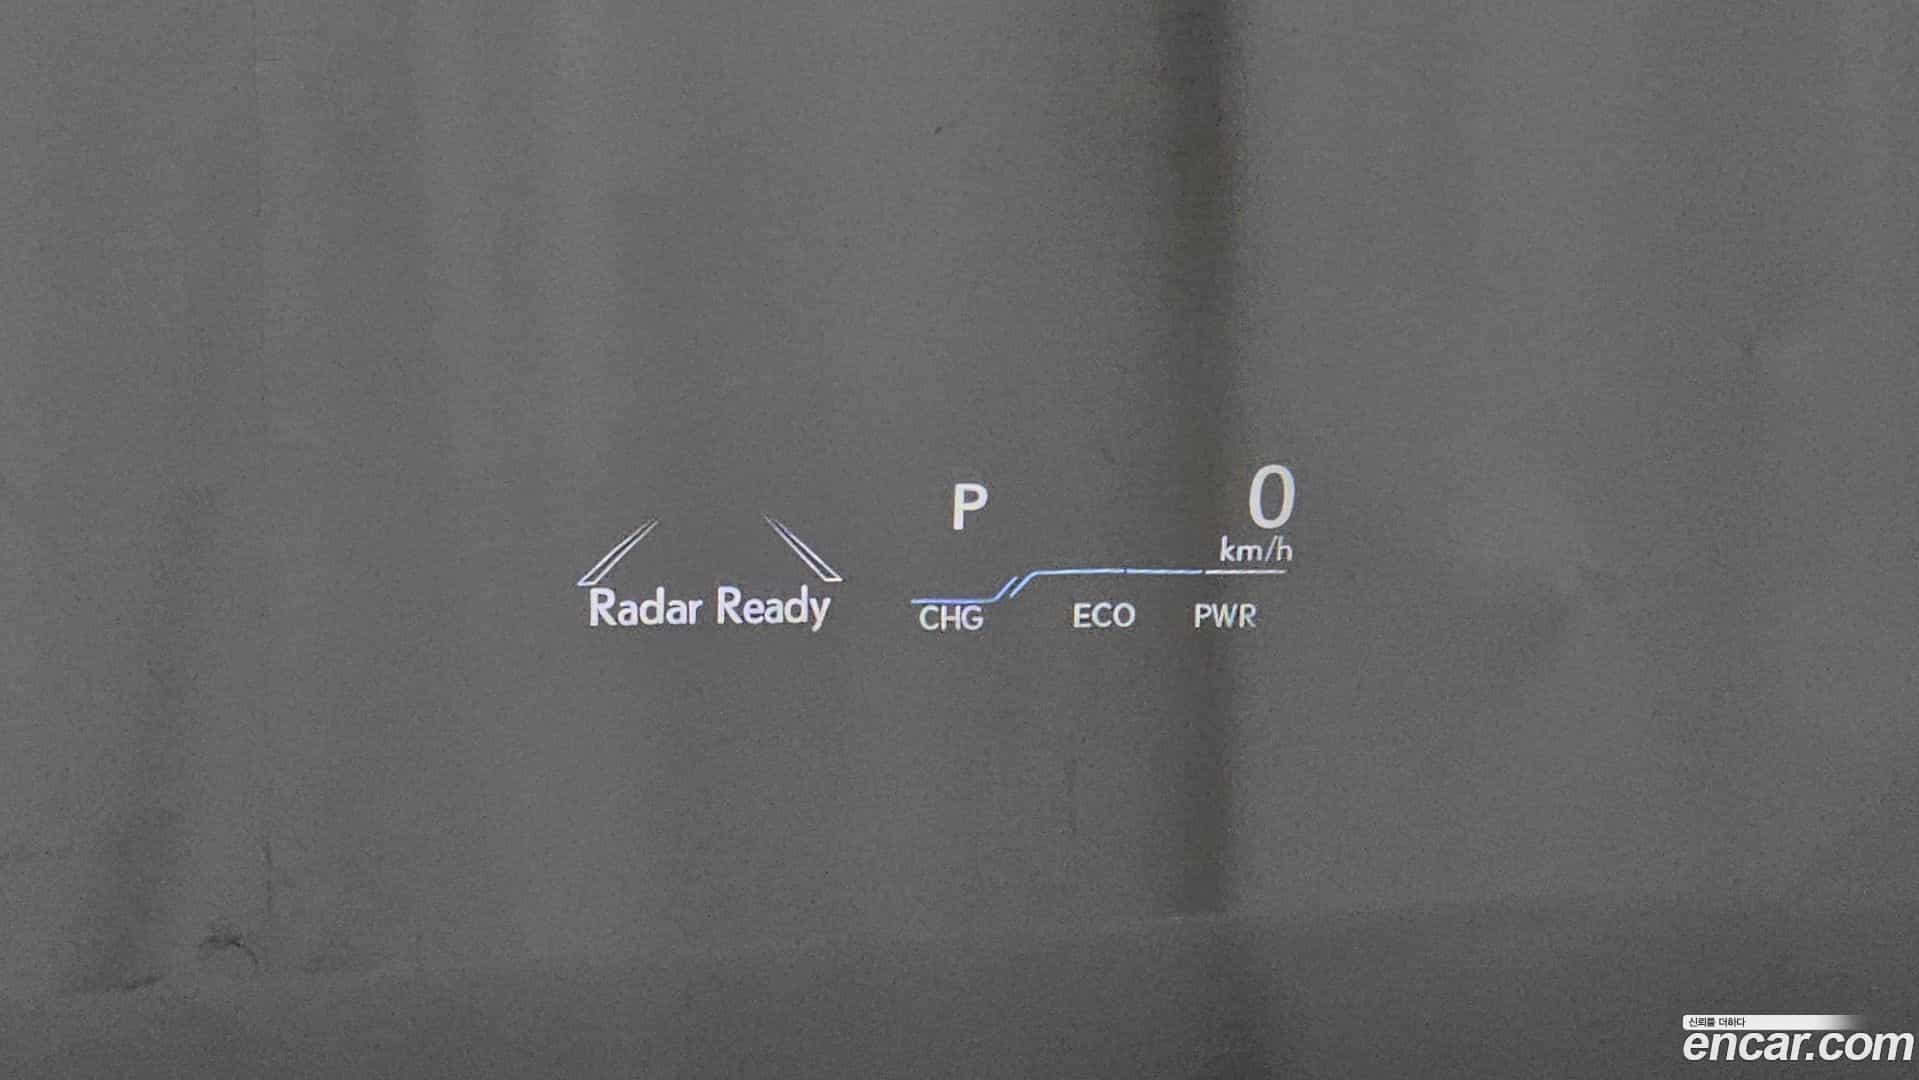 P
0
km/h
Radar Ready
CHG
ECO
PWR
신뢰를 더하다
encar.com